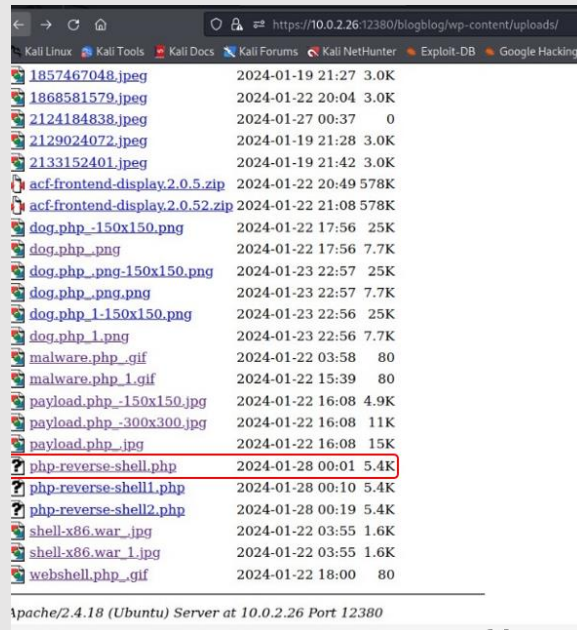 https://10.0.2.26:12380/blogblog/wp-content/uploads/
Kali Linux Kali Tools Kali Docs Kali Forums Kali NetHunter Exploit-DB Google Hacking
1857467048.jpeg 2024-01-19 21:27 3.0K
1868581579.jpeg 2024-01-22 20:04 3.0K
2124184838.jpeg 2024-01-27 00:37 0
2129024072.jpeg 2024-01-19 21:28 3.0K
2133152401.jpeg 2024-01-19 21:42 3.0K
acf-frontend-display.2.0.5.zip 2024-01-22 20:49 578K
acf-frontend-display.2.0.52.zip 2024-01-22 21:08 578K
dog.php_-150x150.png 2024-01-22 17:56 25K
dog.php_.png 2024-01-22 17:56 7.7K
dog.php_.png-150x150.png 2024-01-23 22:57 25K
dog.php_.png.png 2024-01-23 22:57 7.7K
dog.php_1-150x150.png 2024-01-23 22:56 25K
dog.php_1.png 2024-01-23 22:56 7.7K
malware.php_.gif 2024-01-22 03:58 80
malware.php_1.gif 2024-01-22 15:39 80
payload.php_-150x150.jpg 2024-01-22 16:08 4.9K
payload.php_-300x300.jpg 2024-01-22 16:08 11K
payload.php_.jpg 2024-01-22 16:08 15K
php-reverse-shell.php 2024-01-28 00:01 5.4K
php-reverse-shell1.php 2024-01-28 00:10 5.4K
php-reverse-shell2.php 2024-01-28 00:19 5.4K
shell-x86.war_.jpg 2024-01-22 03:55 1.6K
shell-x86.war_1.jpg 2024-01-22 03:55 1.6K
webshell.php_.gif 2024-01-22 18:00 80
Apache/2.4.18 (Ubuntu) Server at 10.0.2.26 Port 12380